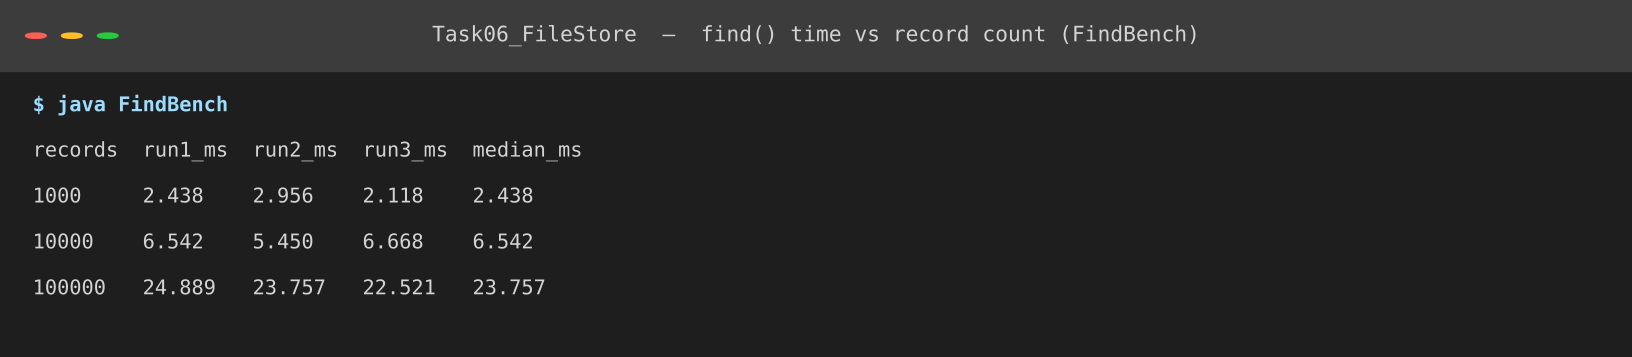 Task06_FileStore — find() time vs record count (FindBench)
$ java FindBench
records run1_ms run2_ms run3_ms median_ms
1000 2.438 2.956 2.118 2.438
10000 6.542 5.450 6.668 6.542
100000 24.889 23.757 22.521 23.757